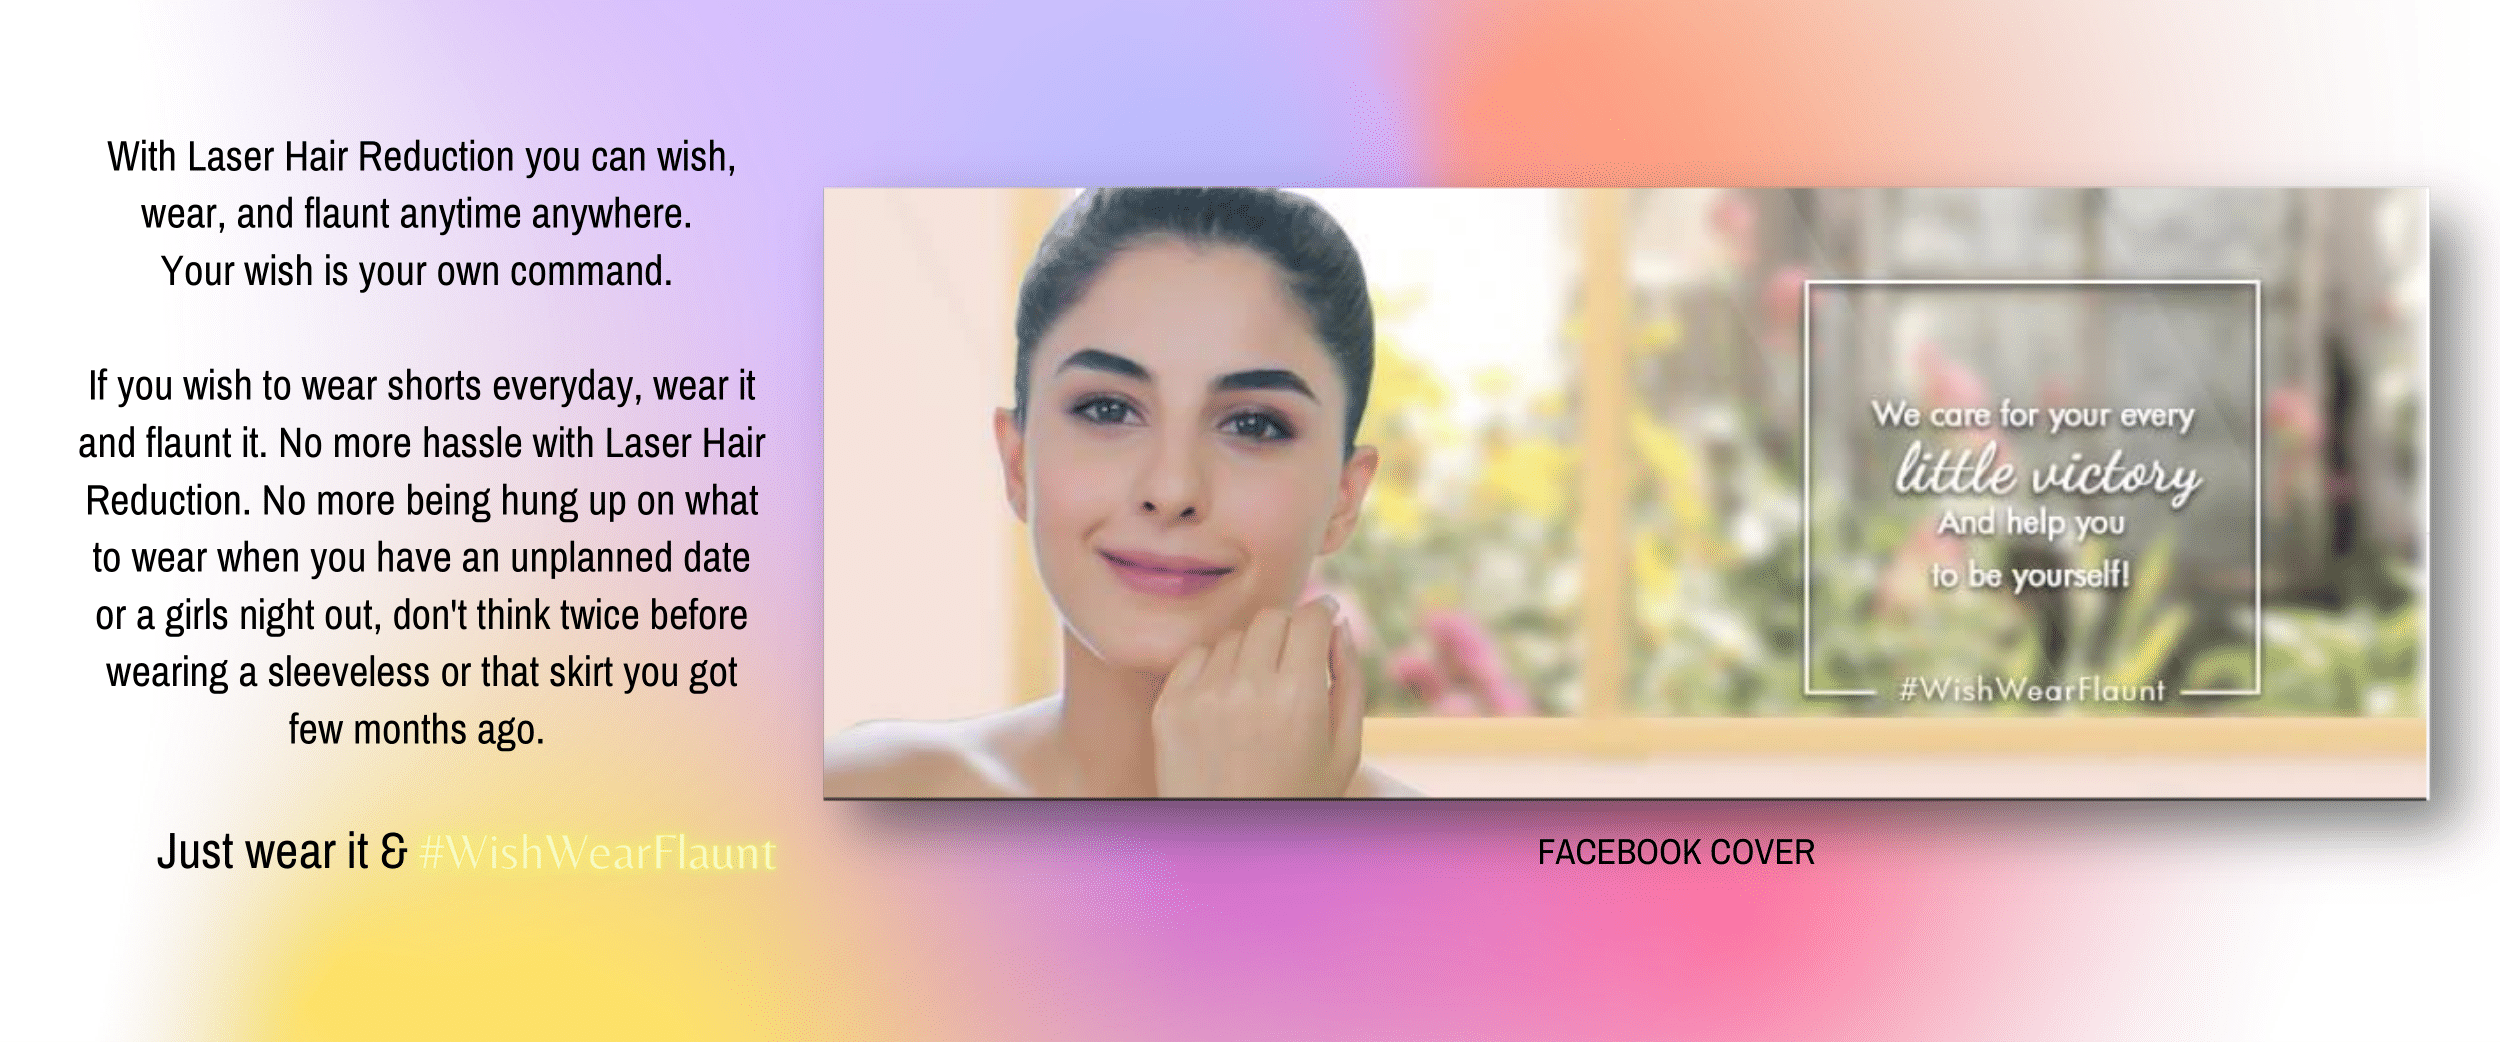 With Laser Hair Reduction you can wish,
wear, and flaunt anytime anywhere.
Your wish is your own command.
If you wish to wear shorts everyday, wear it
and flaunt it. No more hassle with Laser Hair
Reduction. No more being hung up on what
to wear when you have an unplanned date
or a girls night out, don't think twice before
wearing a sleeveless or that skirt you got
few months ago.
Just wear it & #WishWearFlaunt
We care for your every
little victory
And help you
to be yourself!
#WishWearFlaunt
FACEBOOK COVER